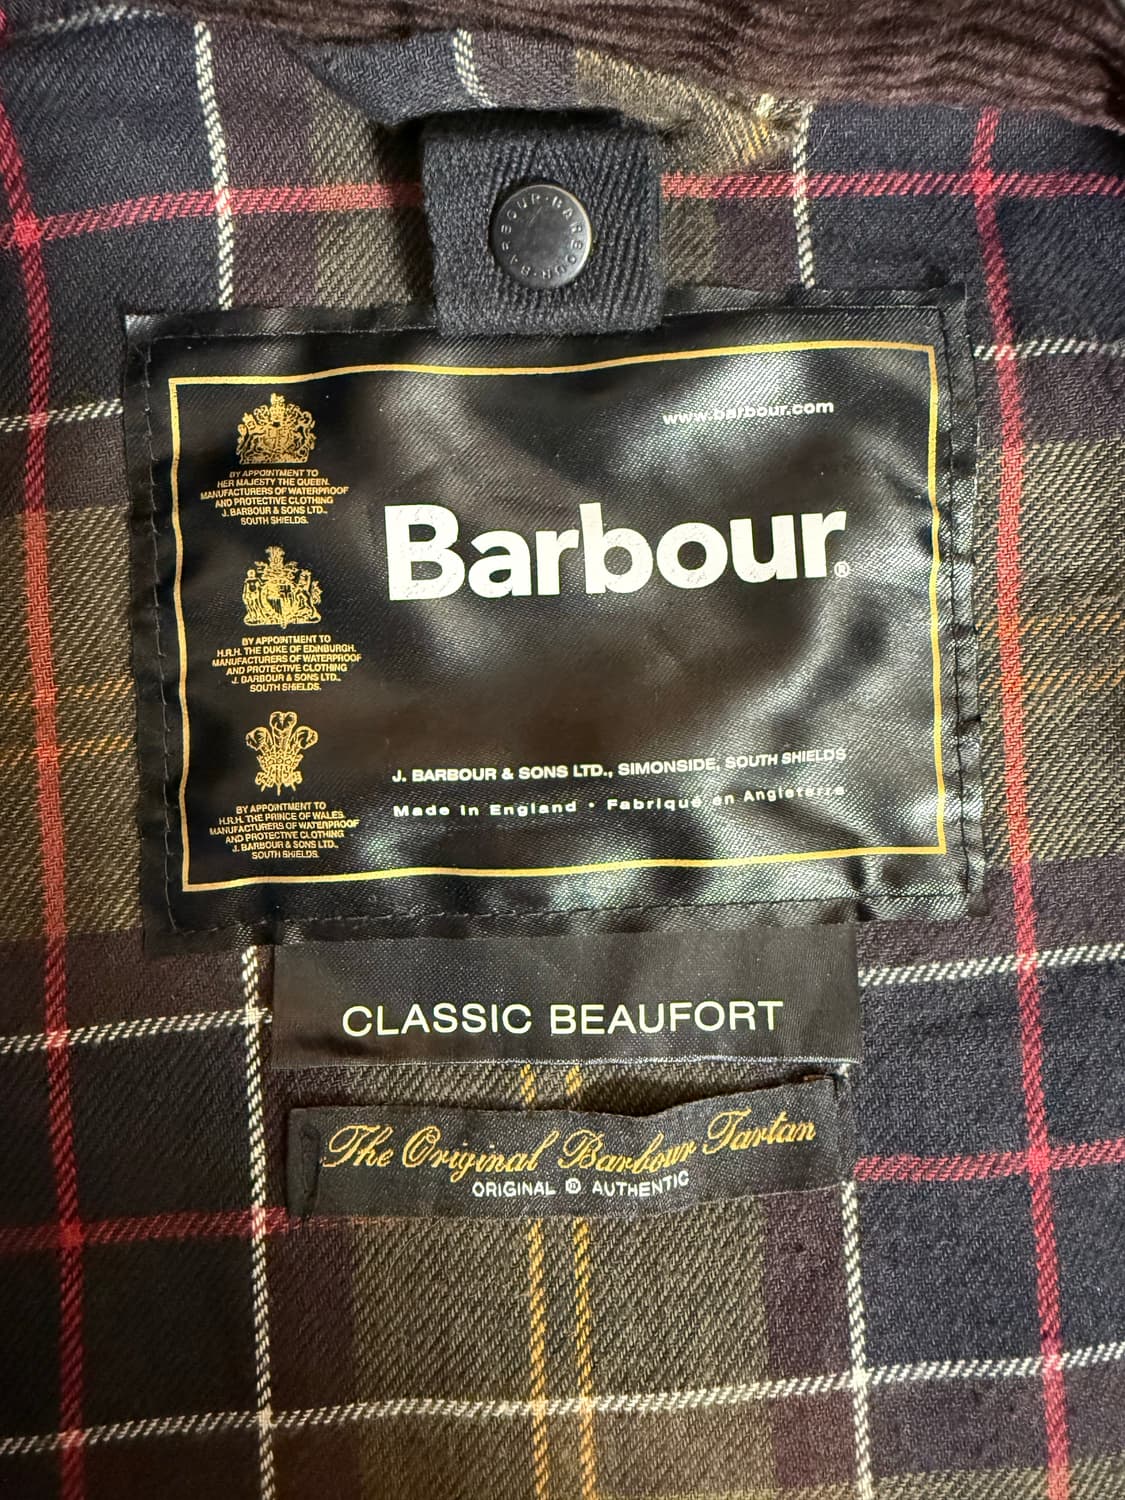 BARBOUR · BARBOUR · BARBOUR ·
www.barbour.com
BY APPOINTMENT TO
HER MAJESTY THE QUEEN.
MANUFACTURERS OF WATERPROOF
AND PROTECTIVE CLOTHING
J. BARBOUR & SONS LTD.,
SOUTH SHIELDS.
Barbour®
BY APPOINTMENT TO
H.R.H. THE DUKE OF EDINBURGH.
MANUFACTURERS OF WATERPROOF
AND PROTECTIVE CLOTHING
J. BARBOUR & SONS LTD.,
SOUTH SHIELDS.
BY APPOINTMENT TO
H.R.H. THE PRINCE OF WALES.
MANUFACTURERS OF WATERPROOF
AND PROTECTIVE CLOTHING
J. BARBOUR & SONS LTD.,
SOUTH SHIELDS.
J. BARBOUR & SONS LTD., SIMONSIDE, SOUTH SHIELDS
Made in England · Fabriqué en Angleterre
CLASSIC BEAUFORT
The Original Barbour Tartan
ORIGINAL ® AUTHENTIC